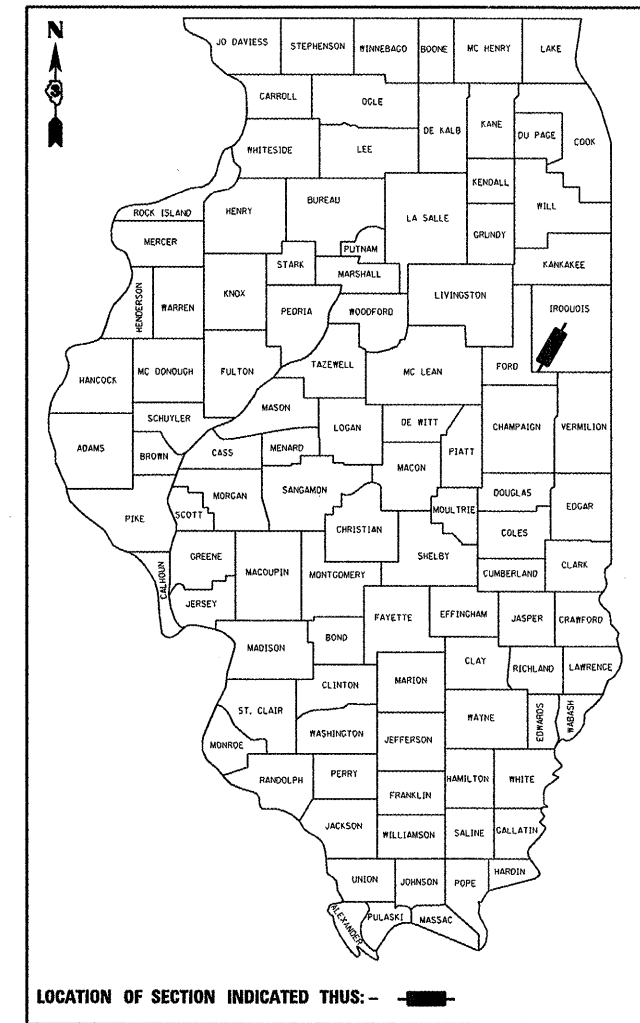 N
JO DAVIESS STEPHENSON WINNEBAGO BOONE MC HENRY LAKE
CARROLL OGLE DE KALB KANE DU PAGE COOK
WHITESIDE LEE KENDALL WILL
ROCK ISLAND HENRY BUREAU LA SALLE GRUNDY
MERCER STARK PUTNAM KANKAKEE
MARSHALL
HENDERSON WARREN KNOX PEORIA WOODFORD LIVINGSTON IROQUOIS
HANCOCK MC DONOUGH FULTON TAZEWELL MC LEAN FORD
MASON
SCHUYLER LOGAN DE WITT CHAMPAIGN VERMILION
ADAMS BROWN CASS MENARD MACON PIATT
MORGAN SANGAMON DOUGLAS EDGAR
PIKE SCOTT CHRISTIAN MOULTRIE COLES
GREENE SHELBY
CALHOUN MACOUPIN MONTGOMERY CUMBERLAND CLARK
JERSEY FAYETTE EFFINGHAM JASPER CRAWFORD
MADISON BOND
CLAY RICHLAND LAWRENCE
CLINTON MARION
ST. CLAIR WAYNE EDWARDS WABASH
WASHINGTON JEFFERSON
MONROE
RANDOLPH PERRY HAMILTON WHITE
FRANKLIN
JACKSON WILLIAMSON SALINE GALLATIN
UNION JOHNSON POPE HARDIN
ALEXANDER PULASKI MASSAC
LOCATION OF SECTION INDICATED THUS: -